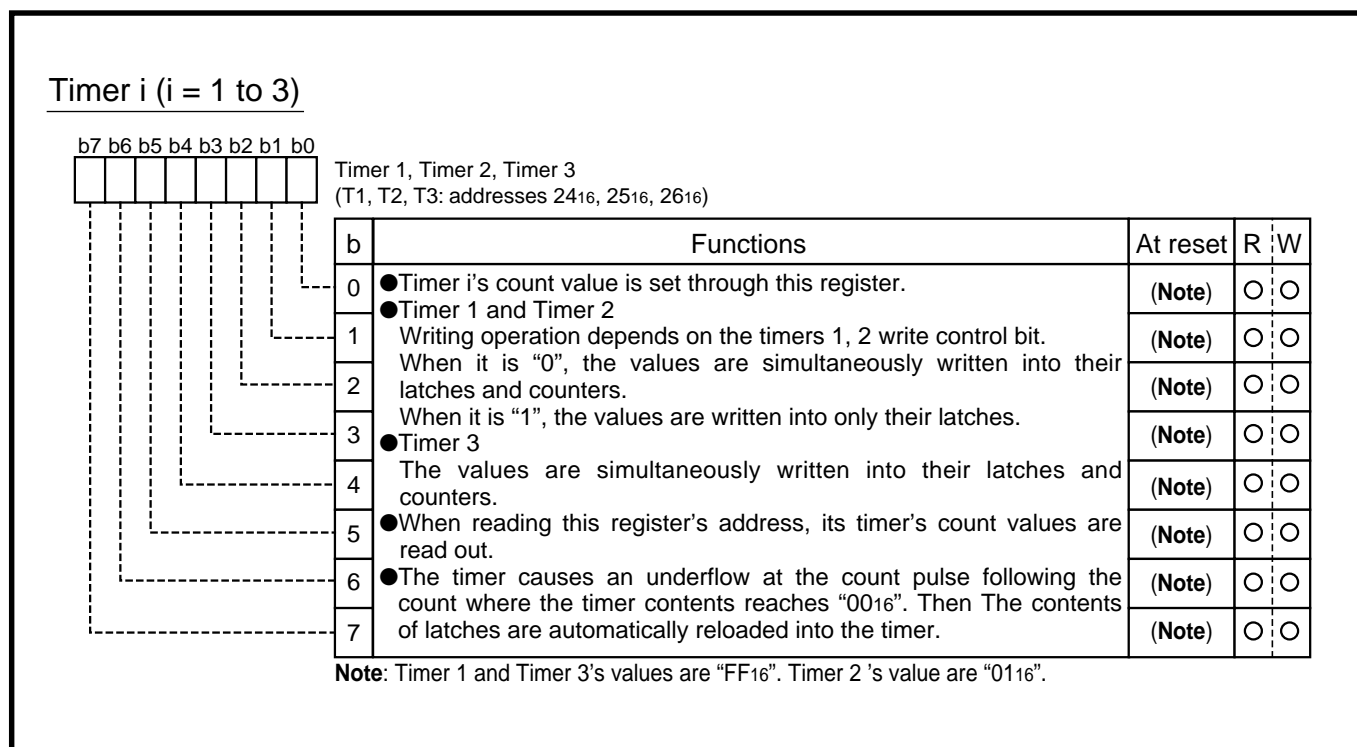 Timer i (i = 1 to 3)
b7 b6 b5 b4 b3 b2 b1 b0
Timer 1, Timer 2, Timer 3
(T1, T2, T3: addresses 2416, 2516, 2616)
b Functions At reset R W
0 ●Timer i’s count value is set through this register. (Note) ○ ○
●Timer 1 and Timer 2
1 Writing operation depends on the timers 1, 2 write control bit. (Note) ○ ○
When it is “0”, the values are simultaneously written into their
2 latches and counters. (Note) ○ ○
When it is “1”, the values are written into only their latches.
3 ●Timer 3 (Note) ○ ○
The values are simultaneously written into their latches and
4 counters. (Note) ○ ○
●When reading this register’s address, its timer’s count values are
5 read out. (Note) ○ ○
6 ●The timer causes an underflow at the count pulse following the (Note) ○ ○
count where the timer contents reaches “0016”. Then The contents
7 of latches are automatically reloaded into the timer. (Note) ○ ○
Note: Timer 1 and Timer 3’s values are “FF16”. Timer 2 ’s value are “0116”.